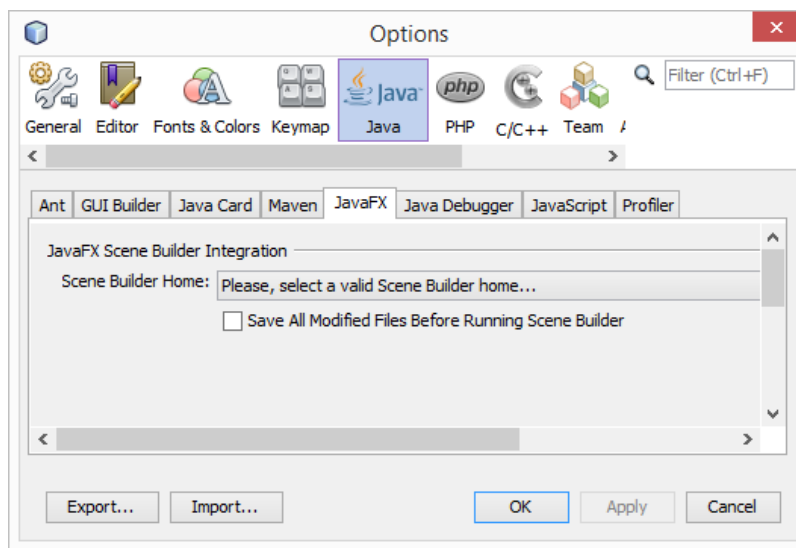 Options
Filter (Ctrl+F)
General Editor Fonts & Colors Keymap Java PHP C/C++ Team
Java
php
Ant GUI Builder Java Card Maven JavaFX Java Debugger JavaScript Profiler
JavaFX Scene Builder Integration
Scene Builder Home: Please, select a valid Scene Builder home...
Save All Modified Files Before Running Scene Builder
Export... Import... OK Apply Cancel